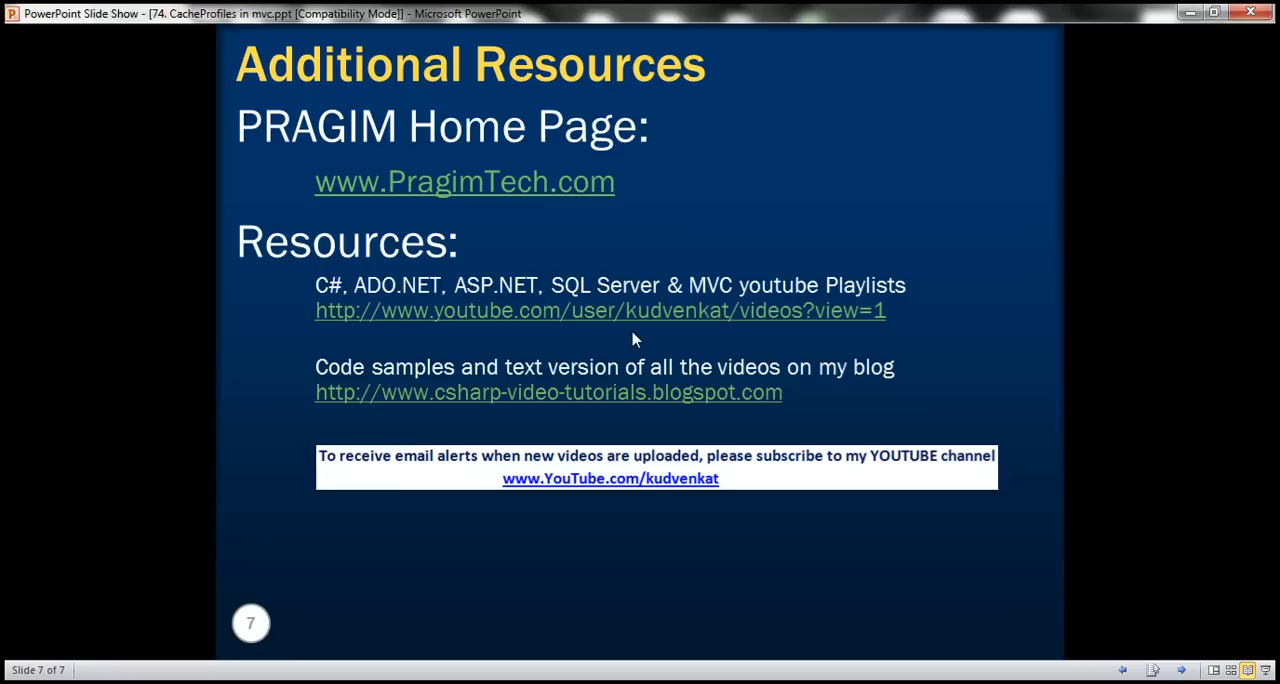 PowerPoint Slide Show - [74. CacheProfiles in mvc.ppt [Compatibility Mode]] - Microsoft PowerPoint
Additional Resources
PRAGIM Home Page:
www.PragimTech.com
Resources:
C#, ADO.NET, ASP.NET, SQL Server & MVC youtube Playlists
http://www.youtube.com/user/kudvenkat/videos?view=1
Code samples and text version of all the videos on my blog
http://www.csharp-video-tutorials.blogspot.com
To receive email alerts when new videos are uploaded, please subscribe to my YOUTUBE channel
www.YouTube.com/kudvenkat
7
Slide 7 of 7